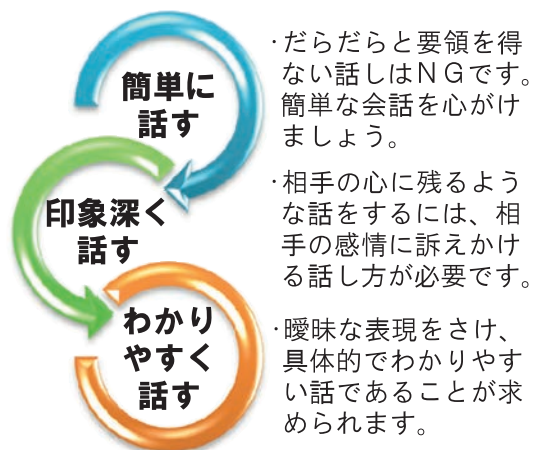 簡単に
話す
・だらだらと要領を得
ない話しはＮＧです。
簡単な会話を心がけ
ましょう。
印象深く
話す
・相手の心に残るよう
な話をするには、相
手の感情に訴えかけ
る話し方が必要です。
わかり
やすく
話す
・曖昧な表現をさけ、
具体的でわかりやす
い話であることが求
められます。